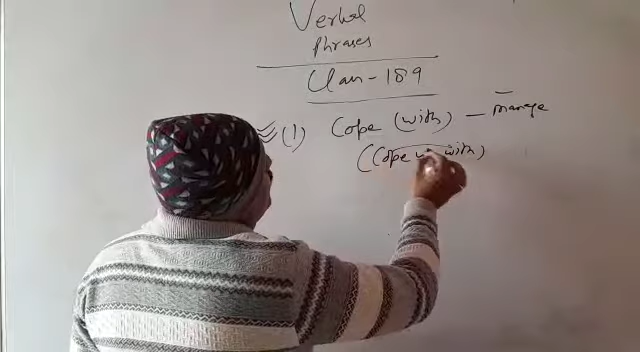 Verbal
Phrases
Class - 189
(1) Cope (with) - manage
(Cope with)